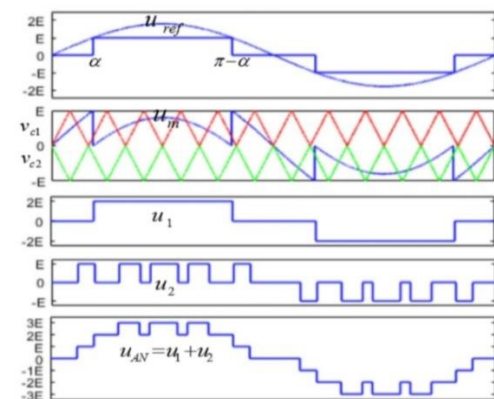 2E
E
0
-E
-2E
u_ref
α
π-α
v_c1
v_c2
E
0
-E
u_m
2E
0
-2E
u_1
E
0
-E
u_2
3E
2E
E
0
-E
-2E
-3E
u_AN=u_1+u_2